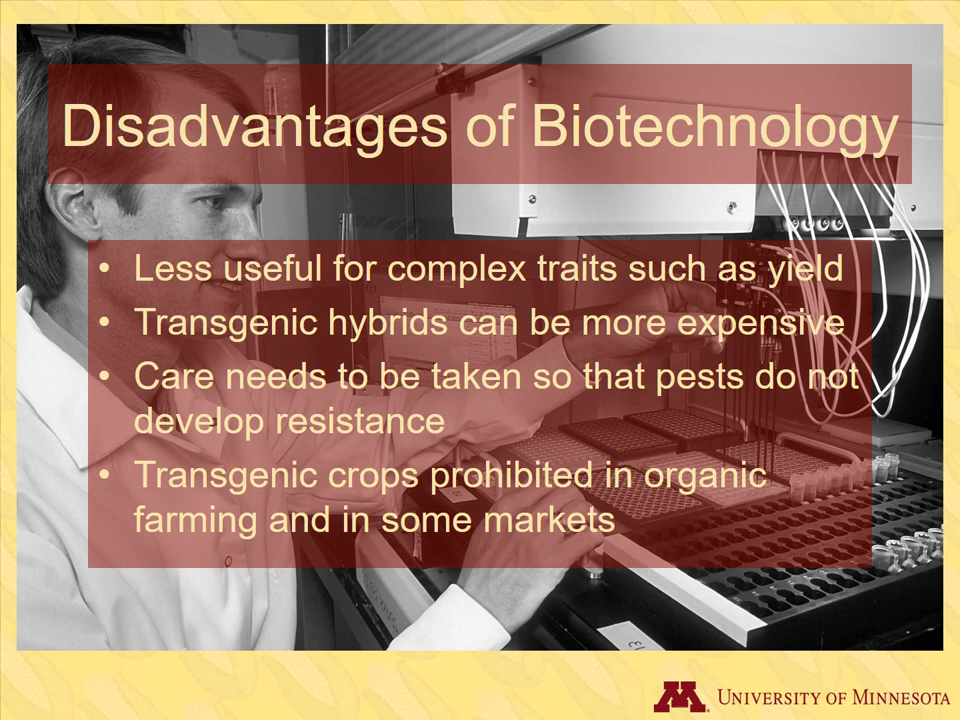 Disadvantages of Biotechnology
• Less useful for complex traits such as yield
• Transgenic hybrids can be more expensive
• Care needs to be taken so that pests do not
develop resistance
• Transgenic crops prohibited in organic
farming and in some markets
M
UNIVERSITY OF MINNESOTA